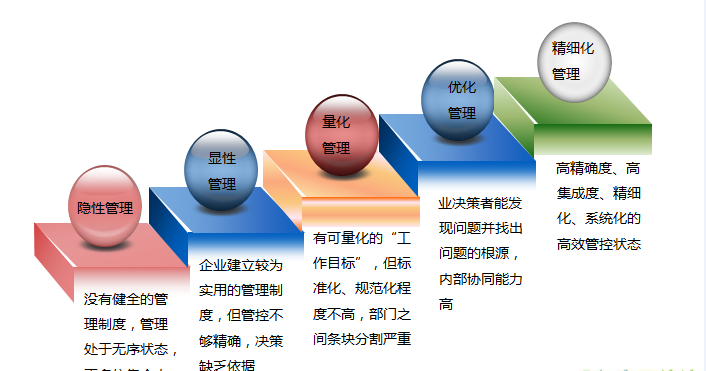 隐性管理
没有健全的管
理制度，管理
处于无序状态，
显性
管理
企业建立较为
实用的管理制
度，但管控不
够精确，决策
缺乏依据
量化
管理
有可量化的“工
作目标”，但标
准化、规范化程
度不高，部门之
间条块分割严重
优化
管理
业决策者能发
现问题并找出
问题的根源，
内部协同能力
高
精细化
管理
高精确度、高
集成度、精细
化、系统化的
高效管控状态